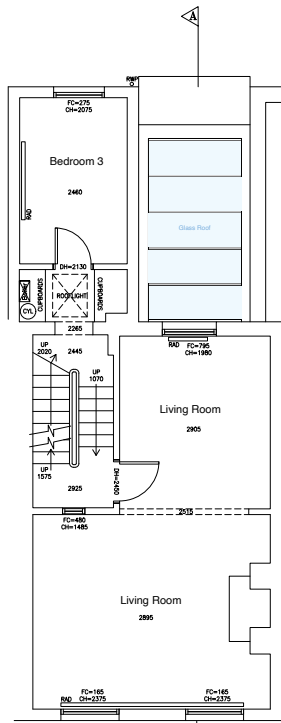 A
RWP
FC=275
CH=2075
Bedroom 3
2460
RAD
Glass Roof
DH=2130
CUPBOARDS
CYL
ROOFLIGHT
CUPBOARDS
2265
UP
2020
2445
UP
1070
RAD
FC=795
CH=1980
Living Room
2905
UP
1575
2925
DH=2450
FC=480
CH=1485
2515
Living Room
2895
RAD
FC=165
CH=2375
FC=165
CH=2375